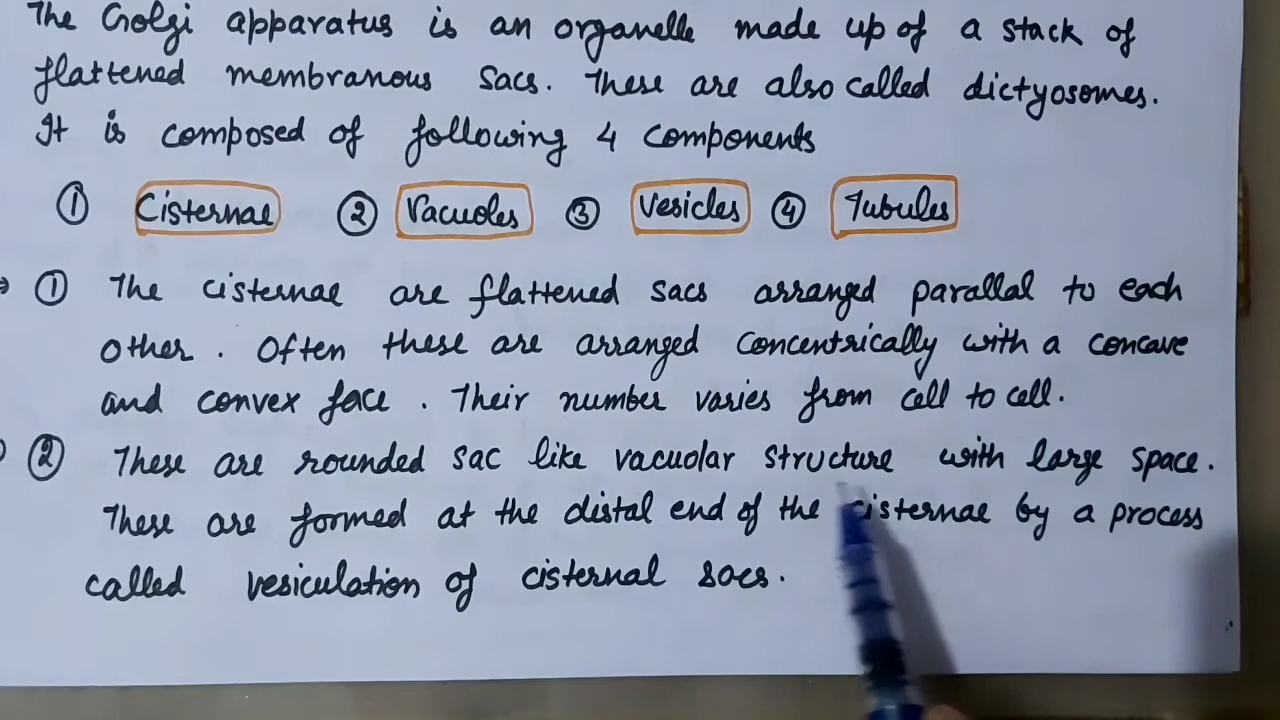 The Golgi apparatus is an organelle made up of a stack of
flattened membranous sacs. These are also called dictyosomes.
It is composed of following 4 components
① Cisternae ② Vacuoles ③ Vesicles ④ Tubules
① The cisternae are flattened sacs arranged parallal to each
other. Often these are arranged concentrically with a concave
and convex face. Their number varies from cell to cell.
② These are rounded sac like vacuolar structure with large space.
These are formed at the distal end of the cisternae by a process
called vesiculation of cisternal sacs.